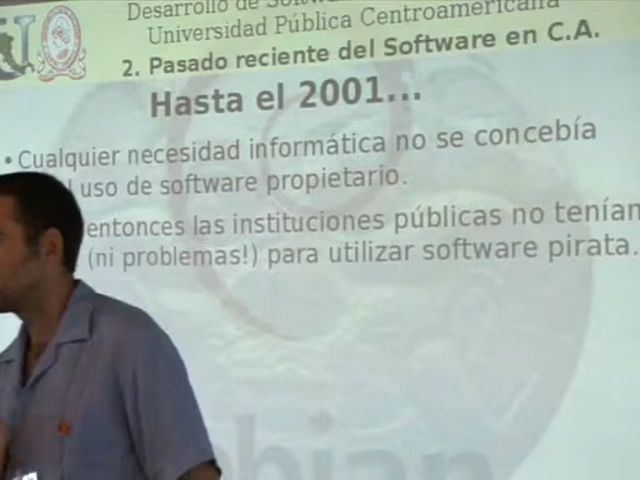 Desarrollo de
Universidad Pública Centroamericana
2. Pasado reciente del Software en C.A.
Hasta el 2001...
• Cualquier necesidad informática no se concebía
uso de software propietario.
entonces las instituciones públicas no tenían
(ni problemas!) para utilizar software pirata.
bian